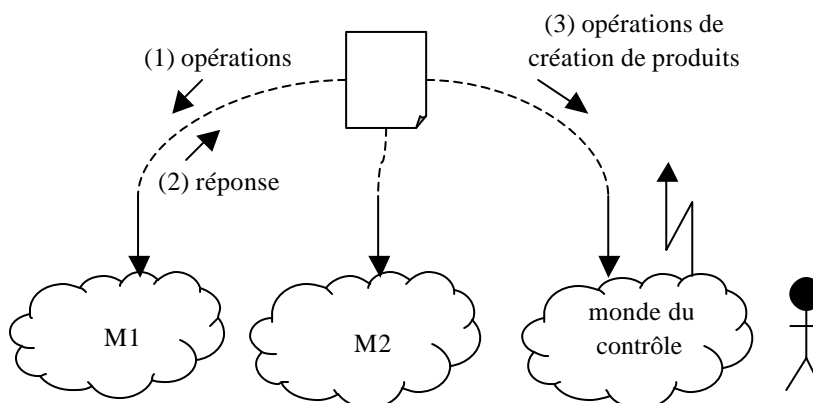 (3) opérations de
création de produits
(1) opérations
(2) réponse
M1
M2
monde du
contrôle